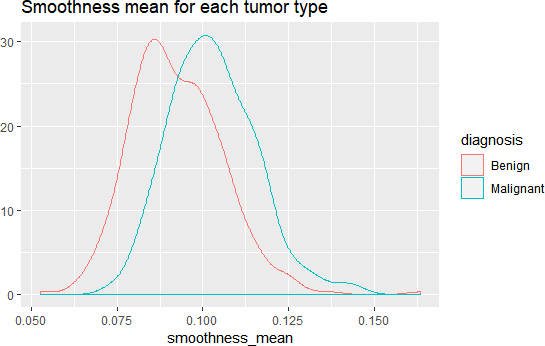 Smoothness mean for each tumor type
30
20
10
0
0.050 0.075 0.100 0.125 0.150
smoothness_mean
diagnosis
Benign
Malignant